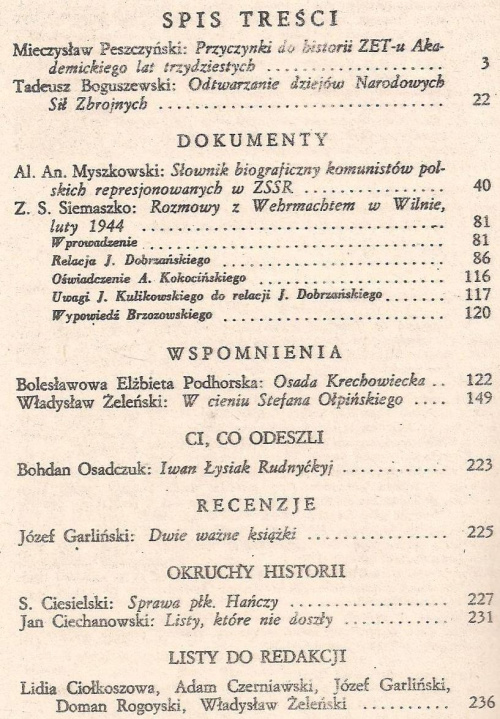 SPIS TREŚCI
Mieczysław Peszczyński: Przyczynki do historii ZET-u Aka-
demickiego lat trzydziestych .................... 3
Tadeusz Boguszewski: Odtwarzanie dziejów Narodowych
Sił Zbrojnych .................... 22
DOKUMENTY
Al. An. Myszkowski: Słownik biograficzny komunistów pol-
skich represjonowanych w ZSSR .................... 40
Z. S. Siemaszko: Rozmowy z Wehrmachtem w Wilnie,
luty 1944 .................... 81
Wprowadzenie .................... 81
Relacja J. Dobrzańskiego .................... 86
Oświadczenie A. Kokocińskiego .................... 116
Uwagi J. Kulikowskiego do relacji J. Dobrzańskiego ....... 117
Wypowiedź Brzozowskiego .................... 120
WSPOMNIENIA
Bolesławowa Elżbieta Podhorska: Osada Krechowiecka .. 122
Władysław Żeleński: W cieniu Stefana Ołpińskiego .... 149
CI, CO ODESZLI
Bohdan Osadczuk: Iwan Łysiak Rudnyćkyj ............ 223
RECENZJE
Józef Garliński: Dwie ważne książki ................ 225
OKRUCHY HISTORII
S. Ciesielski: Sprawa płk. Hańczy .................... 227
Jan Ciechanowski: Listy, które nie doszły ............. 231
LISTY DO REDAKCJI
Lidia Ciołkoszowa, Adam Czerniawski, Józef Garliński,
Doman Rogoyski, Władysław Żeleński .......... 236